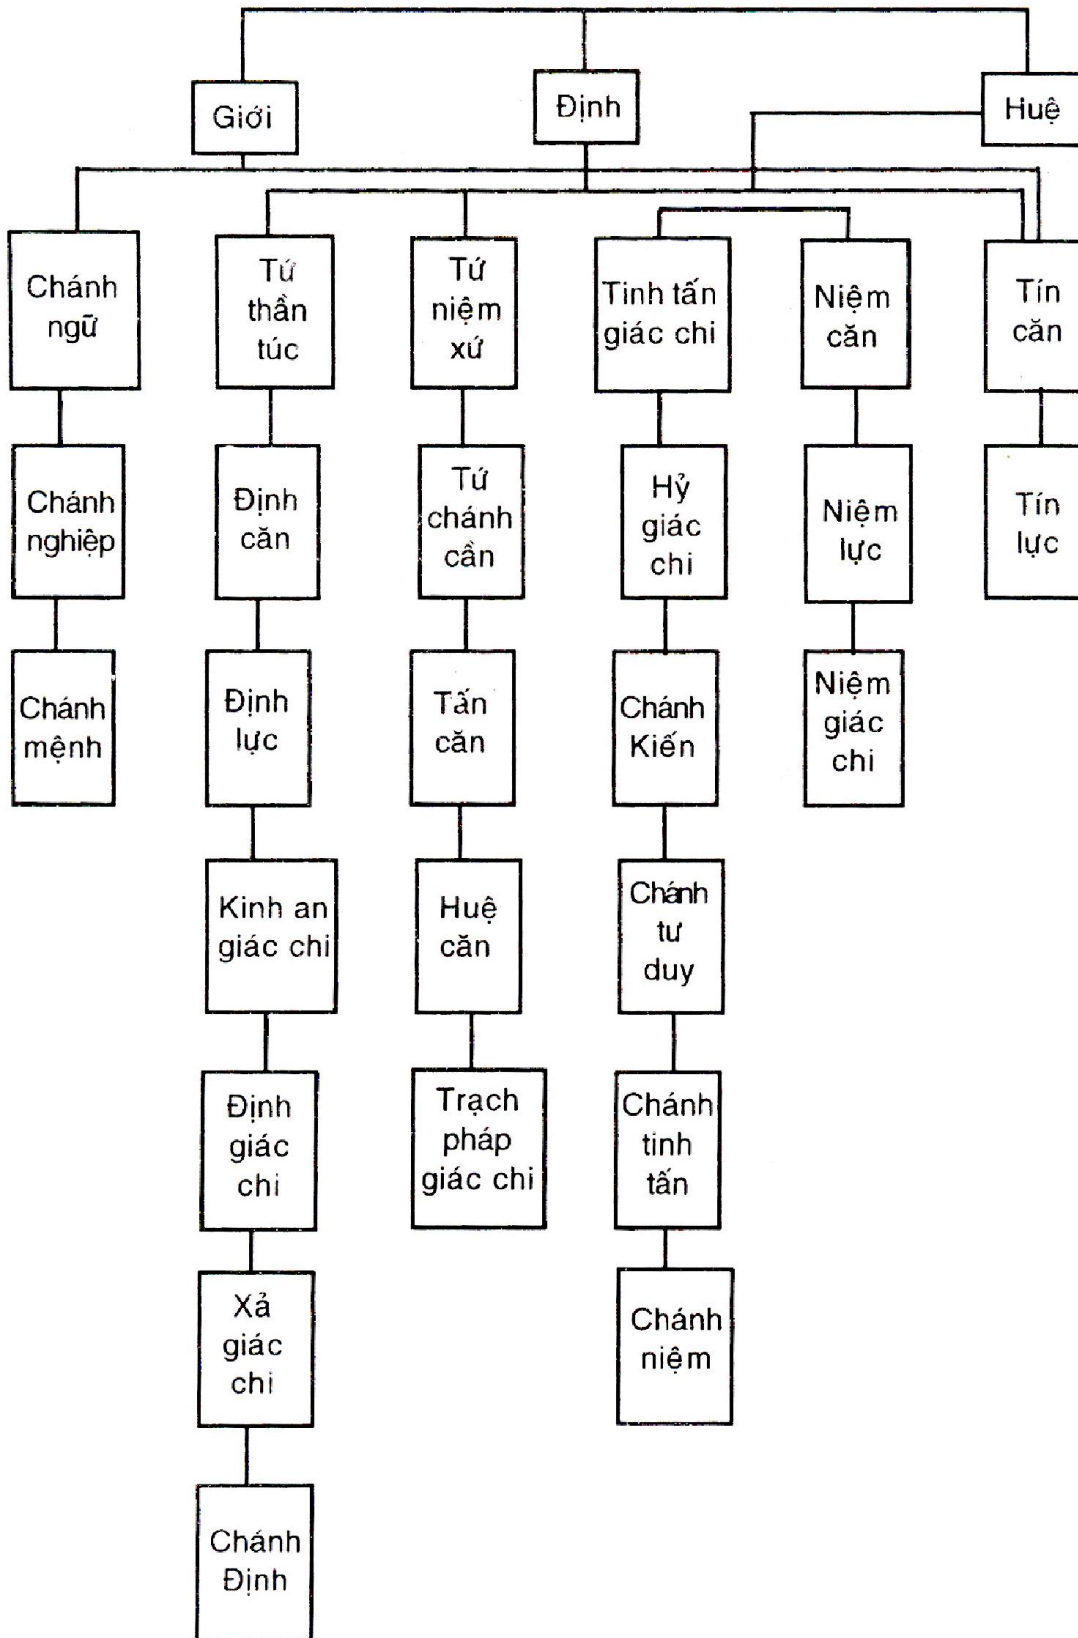 Giới
Định
Huệ
Chánh
ngữ
Tứ
thần
túc
Tứ
niệm
xứ
Tinh tấn
giác chi
Niệm
căn
Tín
căn
Chánh
nghiệp
Định
căn
Tứ
chánh
cần
Hỷ
giác
chi
Niệm
lực
Tín
lực
Chánh
mệnh
Định
lực
Tấn
căn
Chánh
Kiến
Niệm
giác
chi
Kinh an
giác chi
Huệ
căn
Chánh
tư
duy
Định
giác
chi
Trạch
pháp
giác chi
Chánh
tinh
tấn
Xả
giác
chi
Chánh
niệm
Chánh
Định